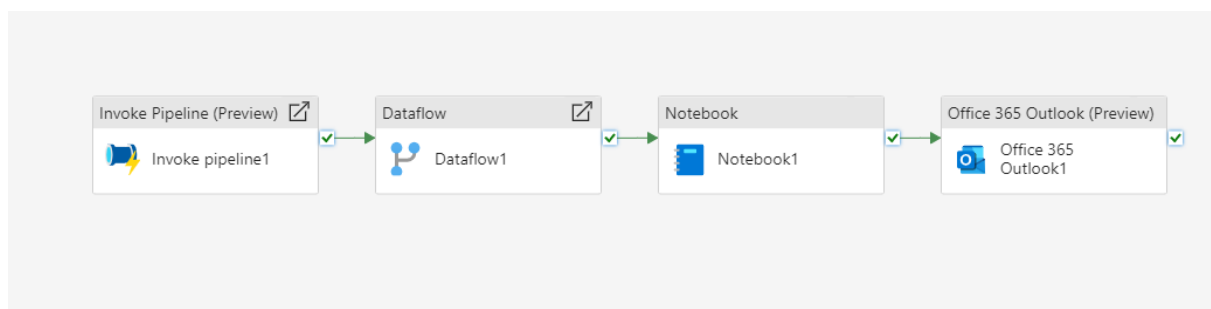 Invoke Pipeline (Preview)
Invoke pipeline1
Dataflow
Dataflow1
Notebook
Notebook1
Office 365 Outlook (Preview)
Office 365
Outlook1